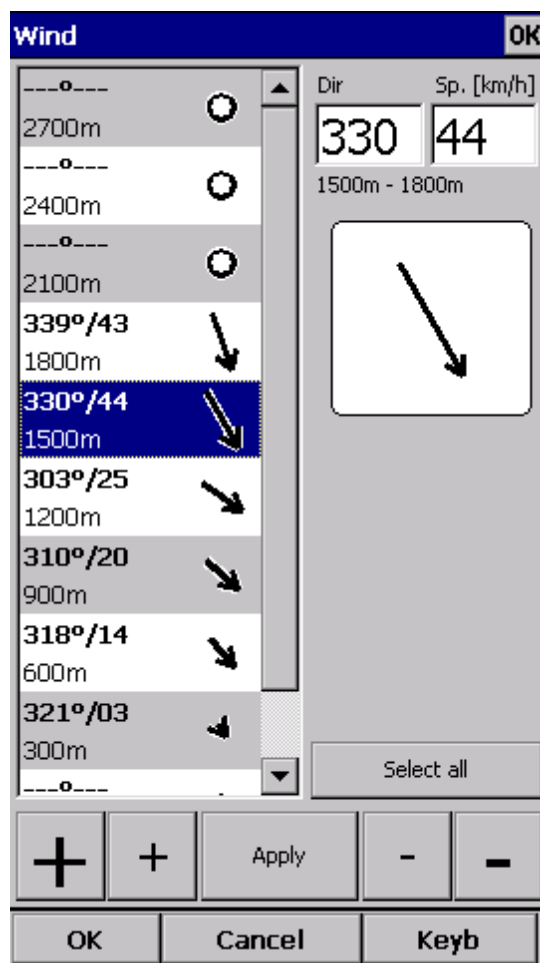 Wind OK
---º---
2700m
---º---
2400m
---º---
2100m
339º/43
1800m
330º/44
1500m
303º/25
1200m
310º/20
900m
318º/14
600m
321º/03
300m
---º---
Dir Sp. [km/h]
330 44
1500m - 1800m
Select all
+ + Apply - -
OK Cancel Keyb